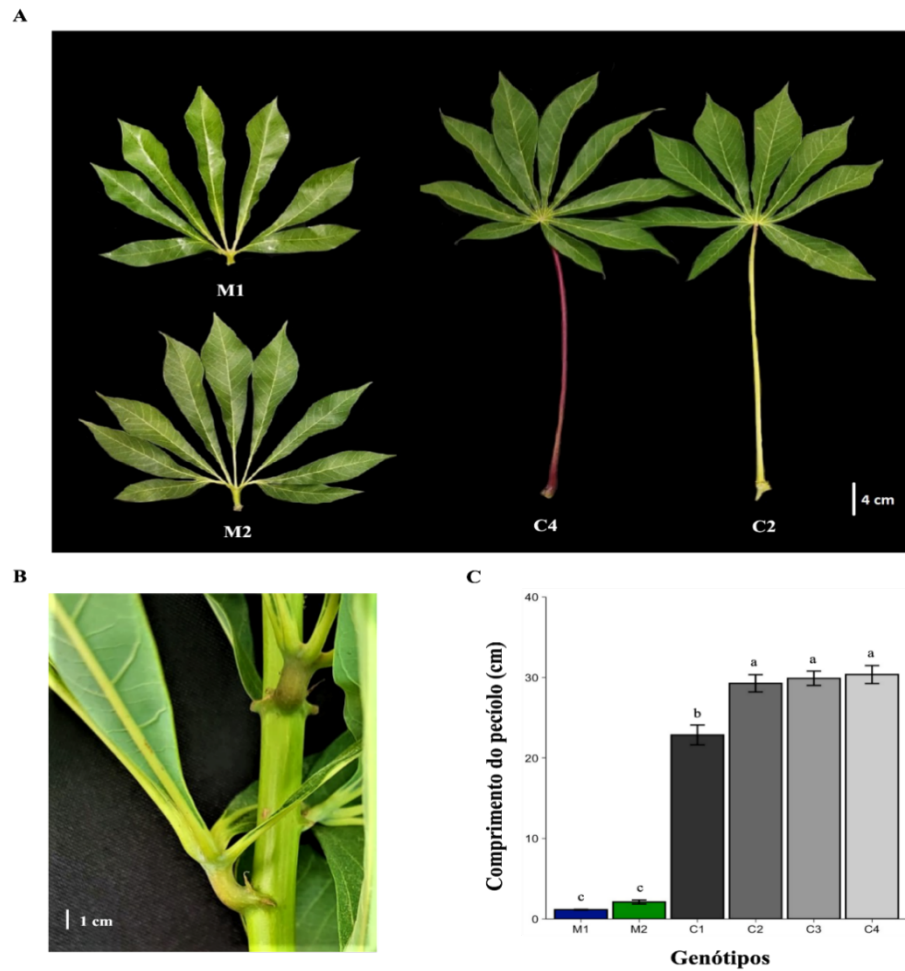 A
M1
M2
C4
C2
4 cm
B
1 cm
C
Comprimento do pecíolo (cm)
40
30
20
10
0
c
c
b
a
a
a
M1
M2
C1
C2
C3
C4
Genótipos